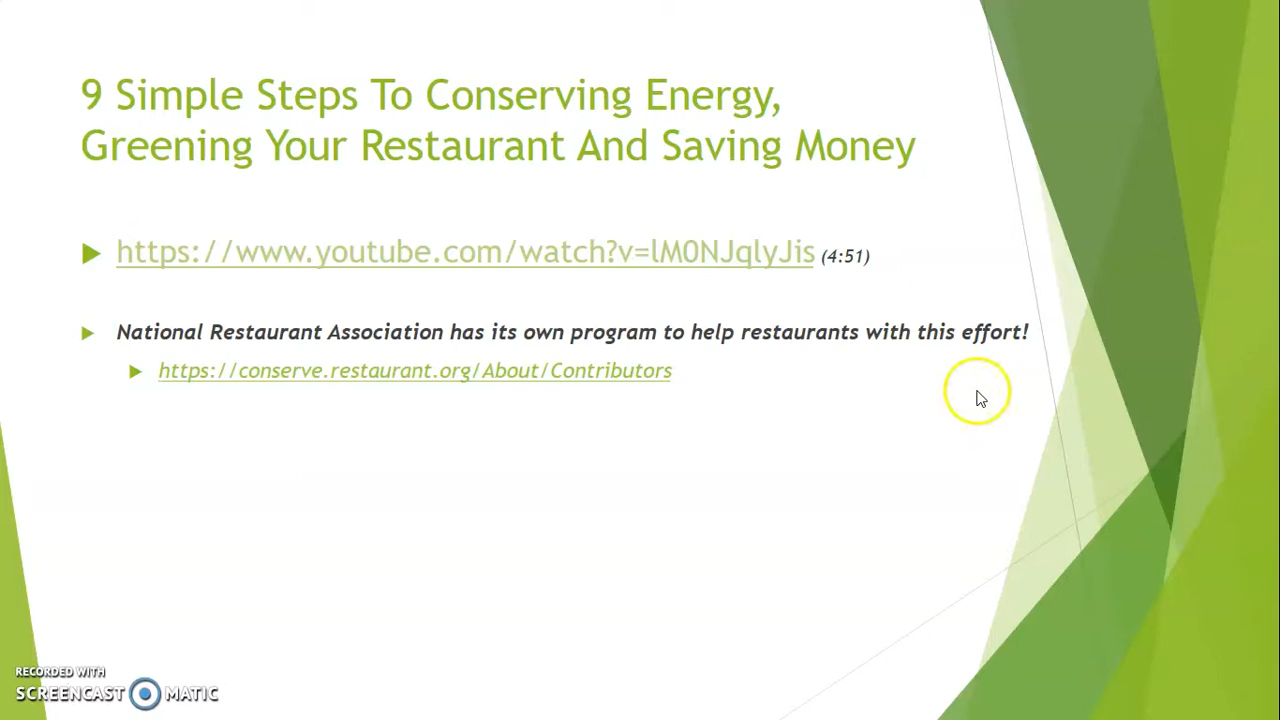 9 Simple Steps To Conserving Energy,
Greening Your Restaurant And Saving Money
https://www.youtube.com/watch?v=lM0NJqlyJis (4:51)
National Restaurant Association has its own program to help restaurants with this effort!
https://conserve.restaurant.org/About/Contributors
RECORDED WITH
SCREENCAST MATIC